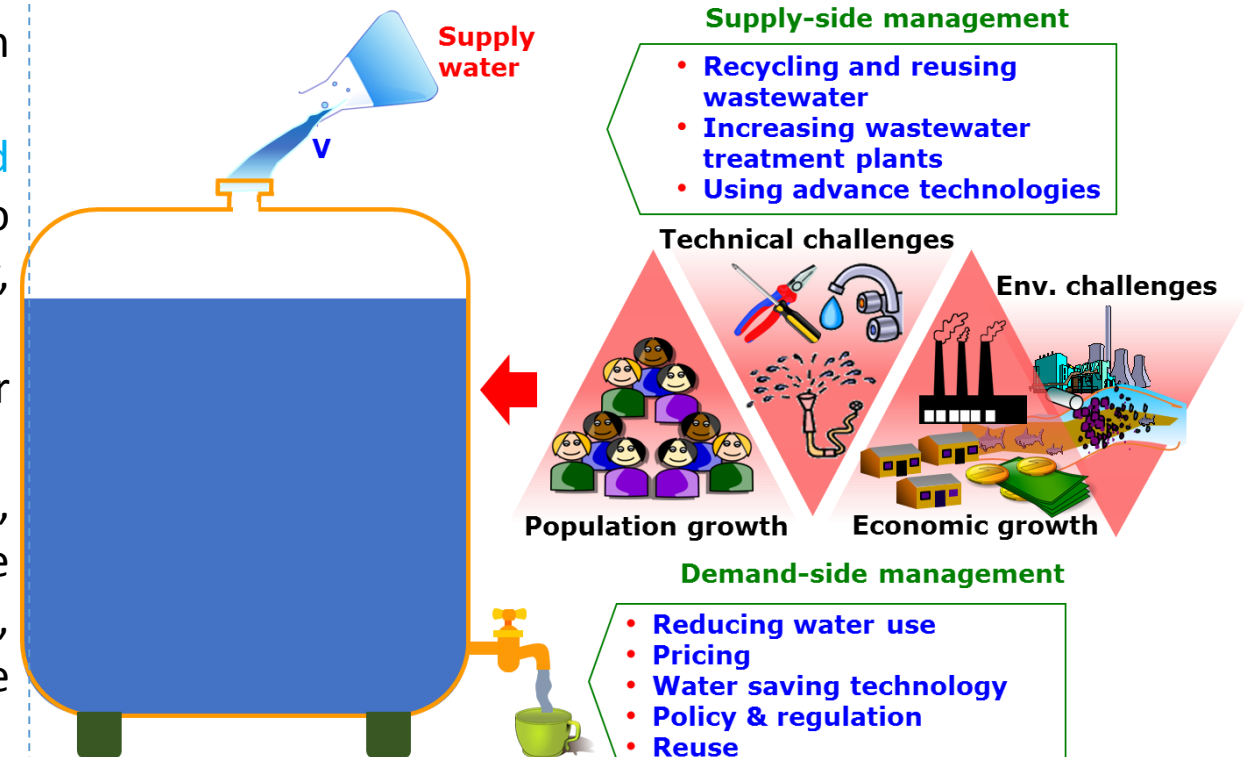 Supply-side management
Supply
water
V
• Recycling and reusing
wastewater
• Increasing wastewater
treatment plants
• Using advance technologies
Technical challenges
Env. challenges
Population growth
Economic growth
Demand-side management
• Reducing water use
• Pricing
• Water saving technology
• Policy & regulation
• Reuse